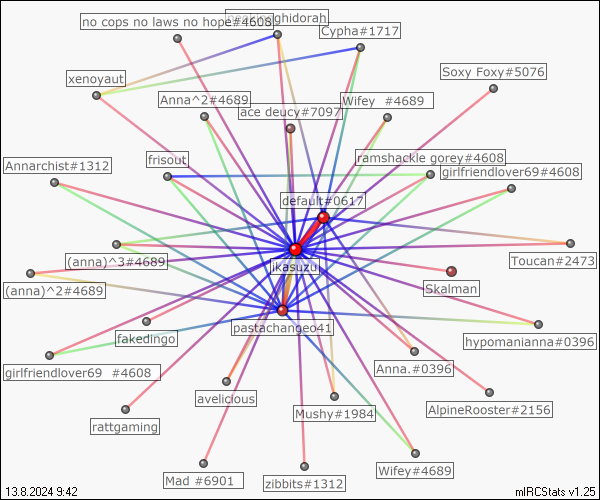 no cops no laws no hope#4608
Cypha#1717
xenoyaut
Soxy Foxy#5076
Anna^2#4689
ace deucy#7097
Wifey  #4689
Annarchist#1312
frisout
ramshackle gorey#4608
girlfriendlover69#4608
default#0617
(anna)^3#4689
ikasuzu
Toucan#2473
(anna)^2#4689
Skalman
pastachangeo41
fakedingo
hypomanianna#0396
girlfriendlover69  #4608
Anna.#0396
avelicious
Mushy#1984
AlpineRooster#2156
rattgaming
Wifey#4689
Mad #6901
zibbits#1312
13.8.2024 9:42
mIRCStats v1.25